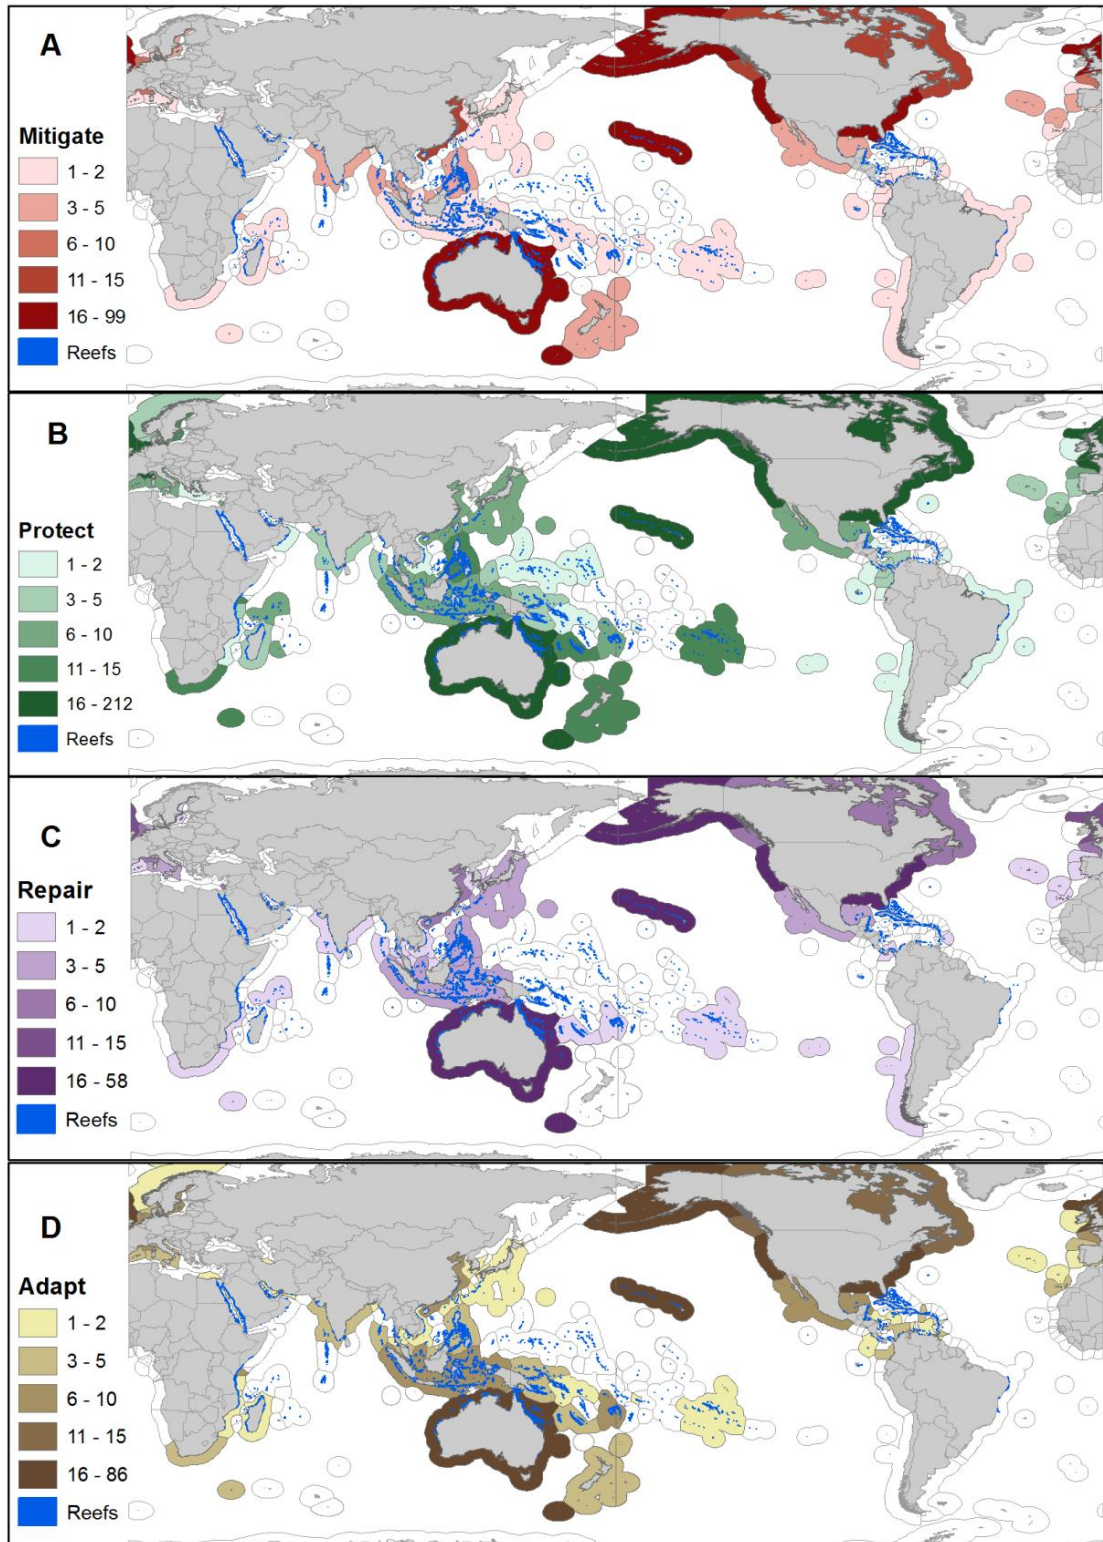 A
Mitigate
1 - 2
3 - 5
6 - 10
11 - 15
16 - 99
Reefs
B
Protect
1 - 2
3 - 5
6 - 10
11 - 15
16 - 212
Reefs
C
Repair
1 - 2
3 - 5
6 - 10
11 - 15
16 - 58
Reefs
D
Adapt
1 - 2
3 - 5
6 - 10
11 - 15
16 - 86
Reefs